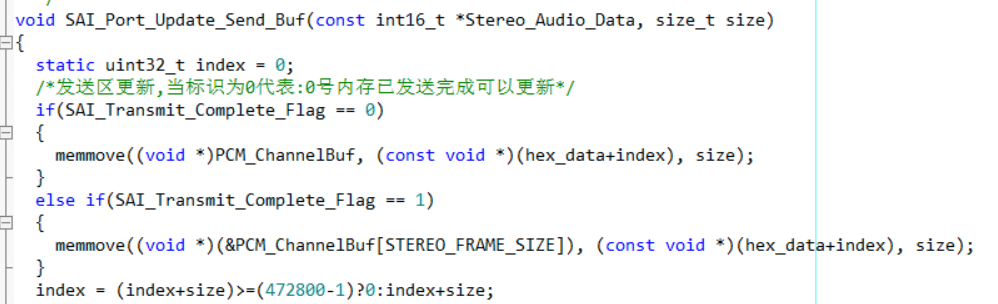 void SAI_Port_Update_Send_Buf(const int16_t *Stereo_Audio_Data, size_t size)
{
static uint32_t index = 0;
/*发送区更新,当标识为0代表:0号内存已发送完成可以更新*/
if(SAI_Transmit_Complete_Flag == 0)
{
memmove((void *)PCM_ChannelBuf, (const void *)(hex_data+index), size);
}
else if(SAI_Transmit_Complete_Flag == 1)
{
memmove((void *)(&PCM_ChannelBuf[STEREO_FRAME_SIZE]), (const void *)(hex_data+index), size);
}
index = (index+size)>=(472800-1)?0:index+size;